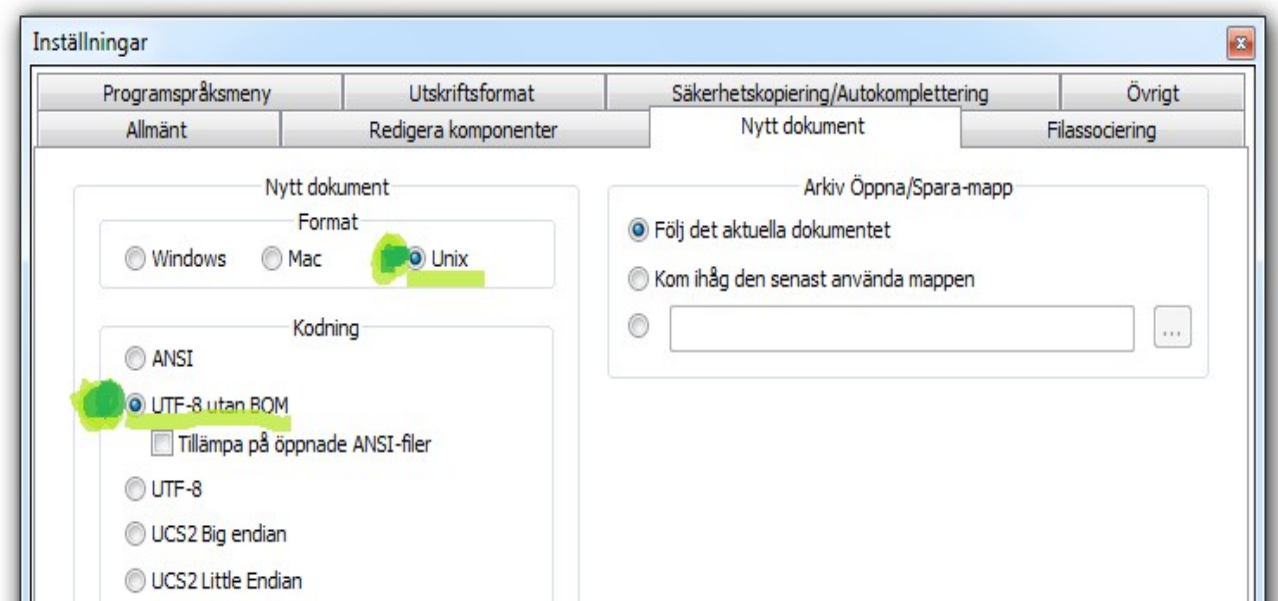 Inställningar
Programspråksmeny Utskriftsformat Säkerhetskopiering/Autokomplettering Övrigt
Allmänt Redigera komponenter Nytt dokument Filassociering
Nytt dokument
Format
Windows Mac Unix
Kodning
ANSI
UTF-8 utan BOM
Tillämpa på öppnade ANSI-filer
UTF-8
UCS2 Big endian
UCS2 Little Endian
Arkiv Öppna/Spara-mapp
Följ det aktuella dokumentet
Kom ihåg den senast använda mappen
...